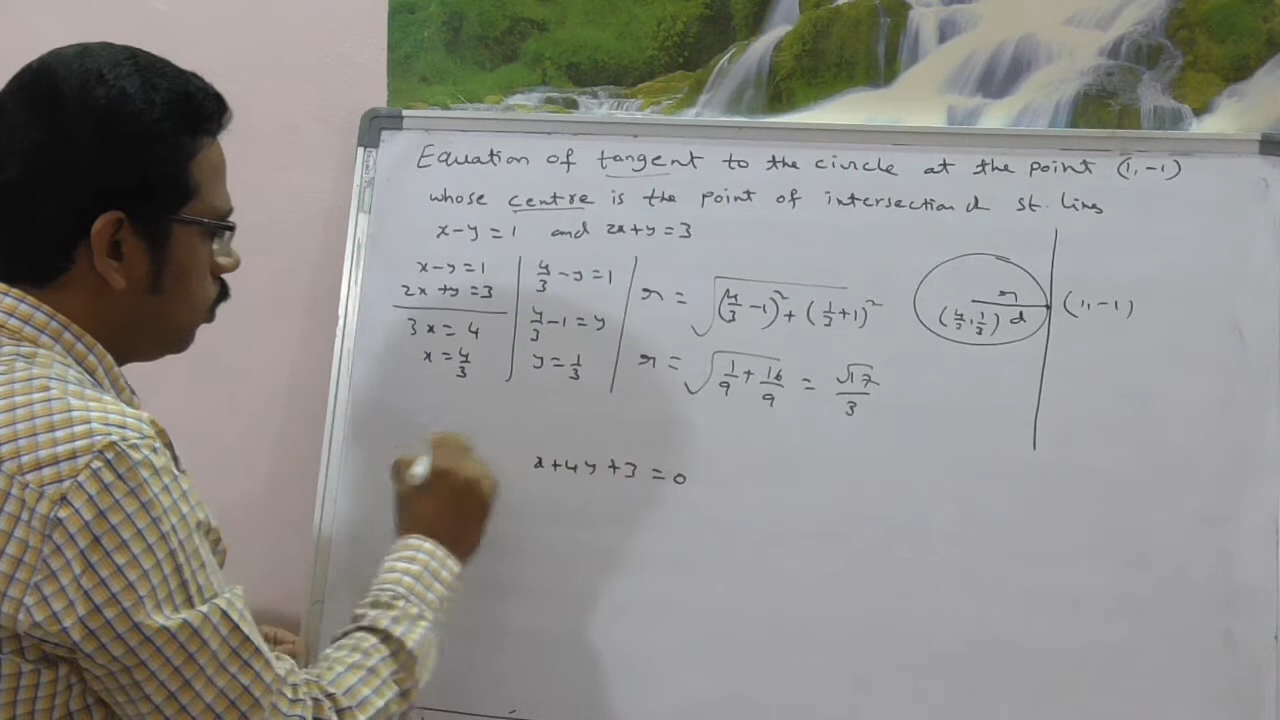 Equation of tangent to the circle at the point (1,-1)
whose centre is the point of intersection of st. lines
x-y=1 and 2x+y=3
x-y=1
2x+y=3
3x=4
x=4/3
4/3-y=1
4/3-1=y
y=1/3
r=√((4/3-1)²+(1/3+1)²)
r=√(1/9+16/9)=√17/3
r
(4/3,1/3) d
(1,-1)
x+4y+3=0